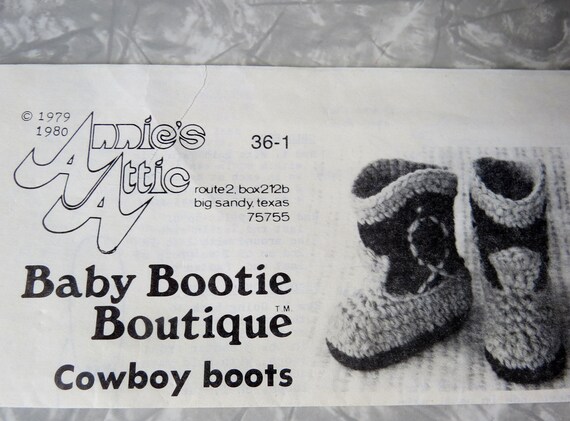 © 1979
1980
Annie's
Attic
36-1
route 2, box 212b
big sandy, texas
75755
Baby Bootie
Boutique™
Cowboy boots